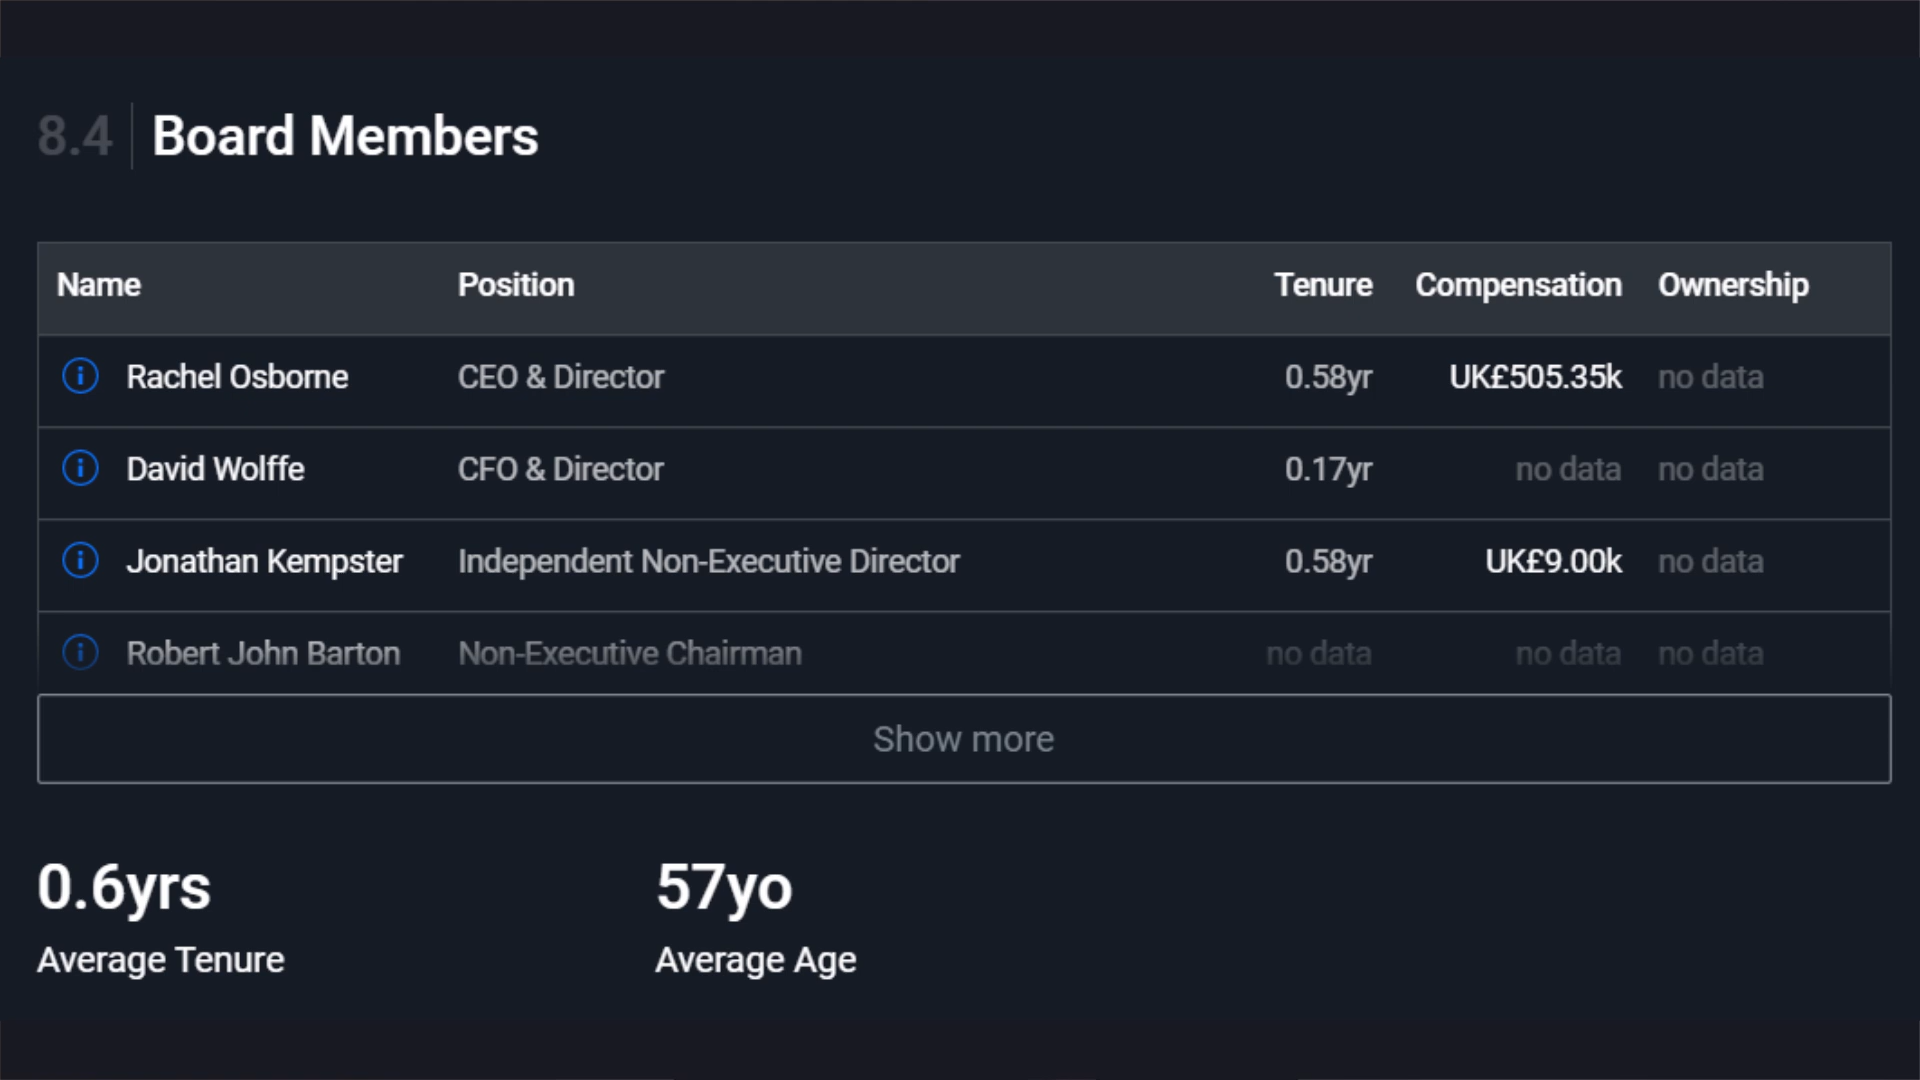 8.4 Board Members
Name Position Tenure Compensation Ownership
Rachel Osborne CEO & Director 0.58yr UK£505.35k no data
David Wolffe CFO & Director 0.17yr no data no data
Jonathan Kempster Independent Non-Executive Director 0.58yr UK£9.00k no data
Robert John Barton Non-Executive Chairman no data no data no data
Show more
0.6yrs 57yo
Average Tenure Average Age